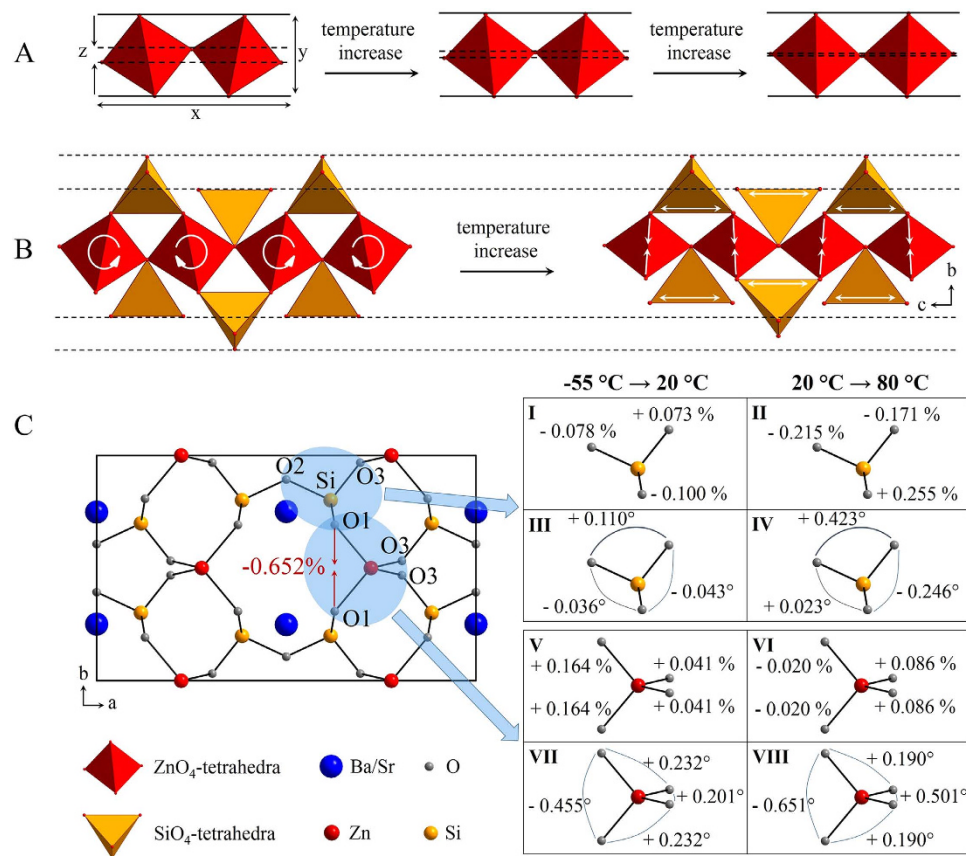 A
z
y
x
temperature
increase
temperature
increase
B
temperature
increase
b
c
-55 °C → 20 °C
20 °C → 80 °C
C
I
+ 0.073 %
- 0.078 %
- 0.100 %
II
- 0.171 %
- 0.215 %
+ 0.255 %
III
+ 0.110°
- 0.036°
- 0.043°
IV
+ 0.423°
+ 0.023°
- 0.246°
O2
O3
Si
O1
O3
-0.652%
O3
O1
b
a
V
+ 0.164 %
+ 0.041 %
+ 0.164 %
+ 0.041 %
VI
- 0.020 %
+ 0.086 %
- 0.020 %
+ 0.086 %
VII
+ 0.232°
- 0.455°
+ 0.201°
+ 0.232°
VIII
+ 0.190°
- 0.651°
+ 0.501°
+ 0.190°
ZnO₄-tetrahedra
Ba/Sr
O
SiO₄-tetrahedra
Zn
Si